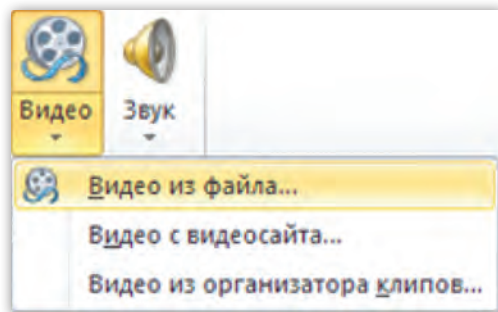 Видео Звук
Видео из файла...
Видео с видеосайта...
Видео из организатора клипов...